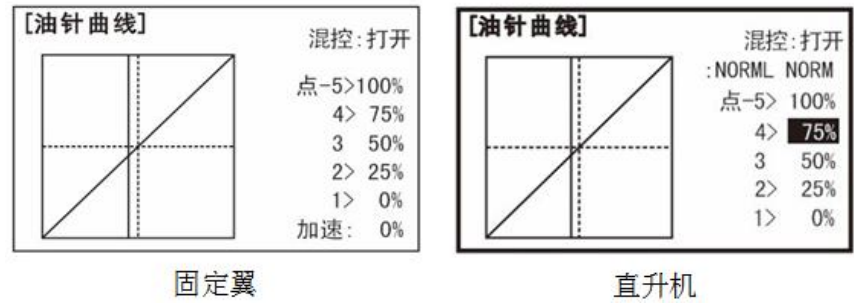 [油针曲线]
混控:打开
点-5>100%
4> 75%
3 50%
2> 25%
1> 0%
加速: 0%
固定翼
[油针曲线]
混控:打开
:NORML NORM
点-5> 100%
4> 75%
3 50%
2> 25%
1> 0%
直升机